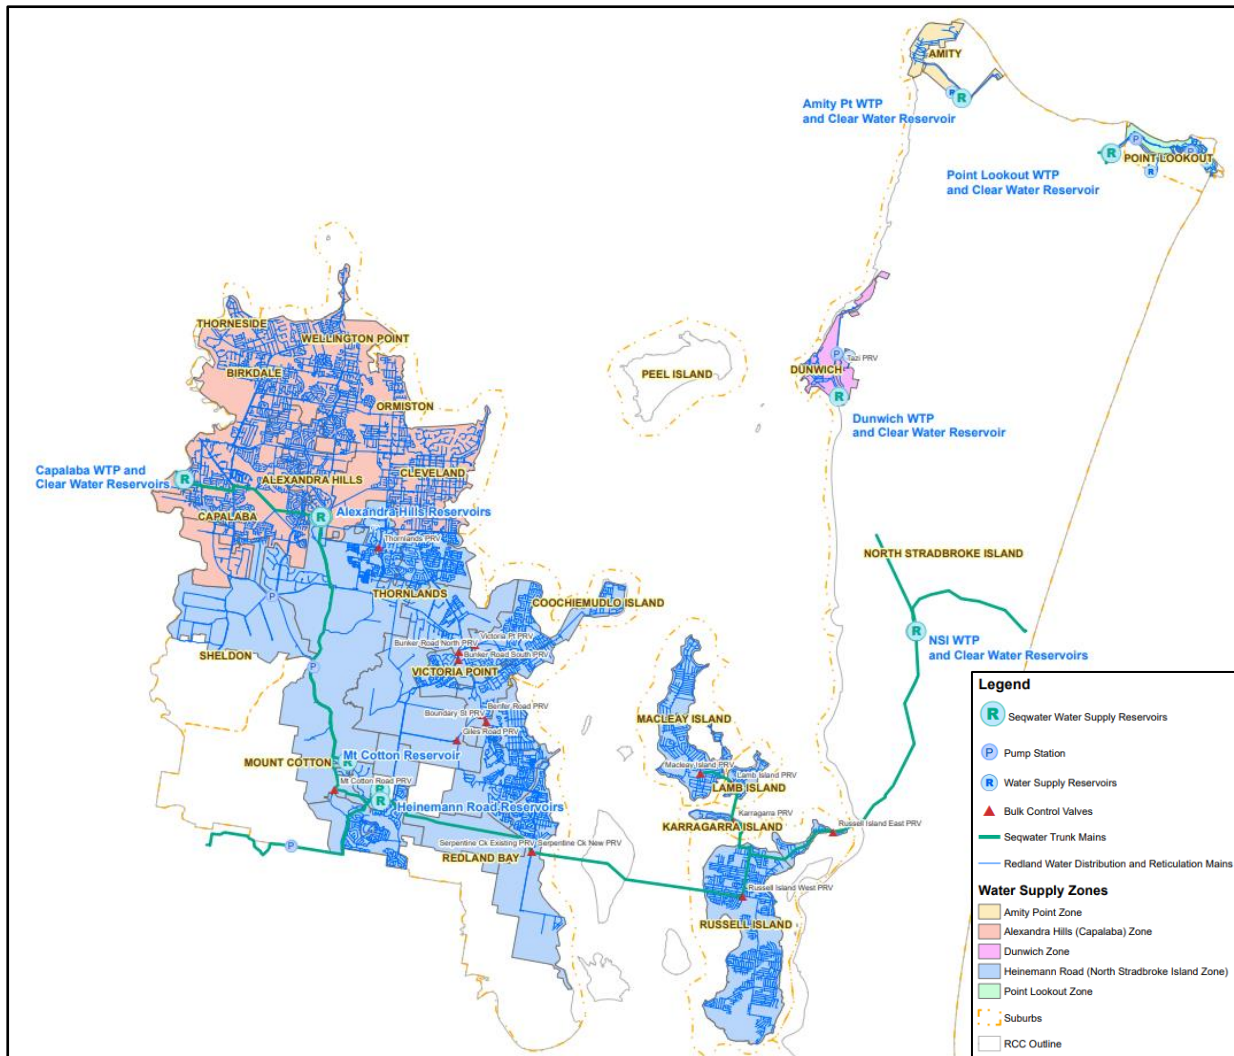 AMITY
R
R
Amity Pt WTP
and Clear Water Reservoir
P
R
P
POINT LOOKOUT
R
Point Lookout WTP
and Clear Water Reservoir
THORNESIDE
WELLINGTON POINT
BIRKDALE
ORMISTON
PEEL ISLAND
P
Tazi PRV
DUNWICH
R
Dunwich WTP
and Clear Water Reservoir
Capalaba WTP and
Clear Water Reservoirs
R
ALEXANDRA HILLS
CLEVELAND
CAPALABA
R
Alexandra Hills Reservoirs
Thornlands PRV
NORTH STRADBROKE ISLAND
P
THORNLANDS
COOCHIEMUDLO ISLAND
R
NSI WTP
and Clear Water Reservoirs
SHELDON
P
Victoria Pt PRV
Bunker Road North PRV
Bunker Road South PRV
VICTORIA POINT
Benfer Road PRV
Boundary St PRV
Giles Road PRV
MACLEAY ISLAND
Mt Cotton Reservoir
MOUNT COTTON
R
Mt Cotton Road PRV
R
R
Heinemann Road Reservoirs
Macleay Island PRV
Lamb Island PRV
LAMB ISLAND
Karragarra PRV
KARRAGARRA ISLAND
Russell Island East PRV
P
Serpentine Ck Existing PRV
Serpentine Ck New PRV
REDLAND BAY
Russell Island West PRV
RUSSELL ISLAND
Legend
R
Seqwater Water Supply Reservoirs
P
Pump Station
R
Water Supply Reservoirs
Bulk Control Valves
Seqwater Trunk Mains
Redland Water Distribution and Reticulation Mains
Water Supply Zones
Amity Point Zone
Alexandra Hills (Capalaba) Zone
Dunwich Zone
Heinemann Road (North Stradbroke Island Zone)
Point Lookout Zone
Suburbs
RCC Outline